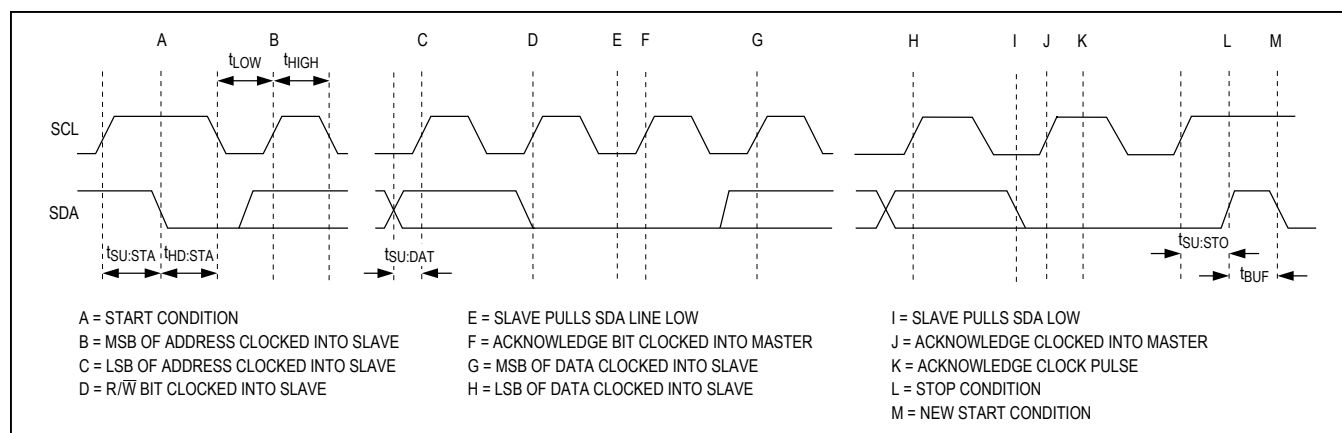 A B C D E F G H I J K L M
tLOW tHIGH
SCL
SDA
tSU:STA tHD:STA tSU:DAT tSU:STO
tBUF
A = START CONDITION
B = MSB OF ADDRESS CLOCKED INTO SLAVE
C = LSB OF ADDRESS CLOCKED INTO SLAVE
D = R/W̅ BIT CLOCKED INTO SLAVE
E = SLAVE PULLS SDA LINE LOW
F = ACKNOWLEDGE BIT CLOCKED INTO MASTER
G = MSB OF DATA CLOCKED INTO SLAVE
H = LSB OF DATA CLOCKED INTO SLAVE
I = SLAVE PULLS SDA LOW
J = ACKNOWLEDGE CLOCKED INTO MASTER
K = ACKNOWLEDGE CLOCK PULSE
L = STOP CONDITION
M = NEW START CONDITION